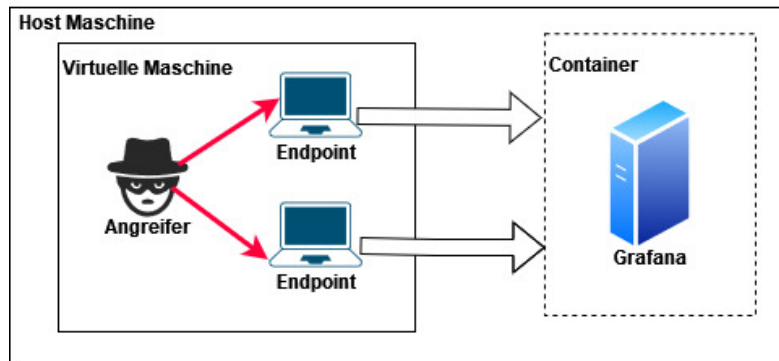 Host Maschine
Virtuelle Maschine
Container
Endpoint
Angreifer
Grafana
Endpoint